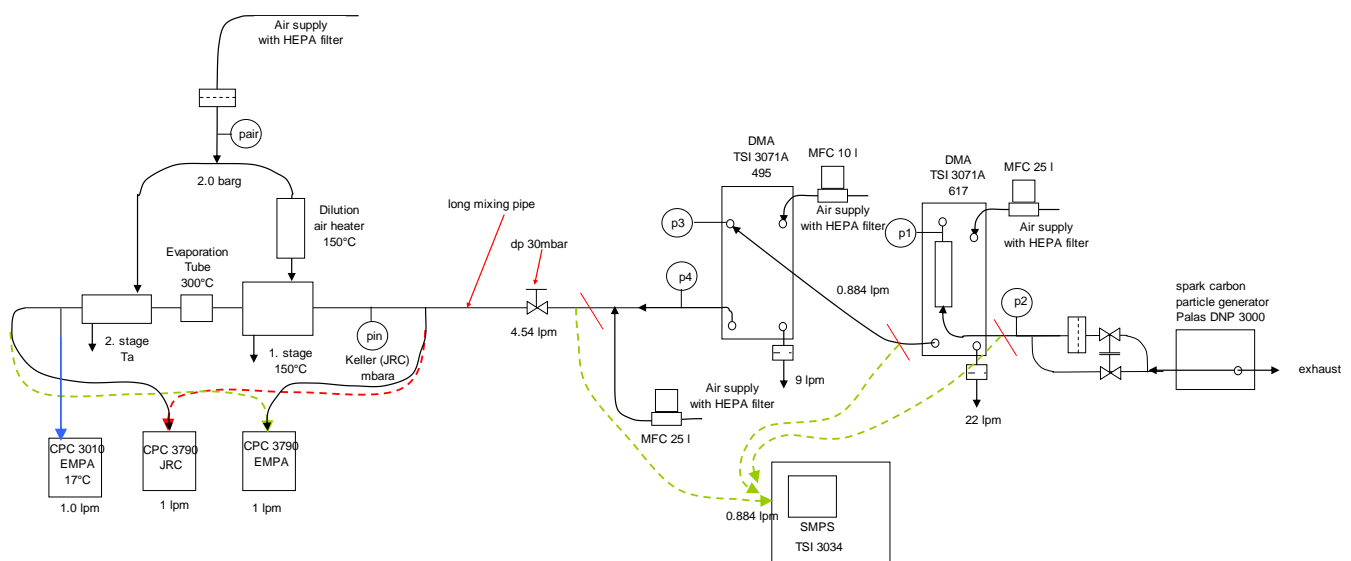 Air supply
with HEPA filter
pair
2.0 barg
Dilution
air heater
150°C
Evaporation
Tube
300°C
2. stage
Ta
1. stage
150°C
pin
Keller (JRC)
mbara
long mixing pipe
dp 30mbar
4.54 lpm
p4
p3
DMA
TSI 3071A
495
MFC 10 l
Air supply
with HEPA filter
0.884 lpm
9 lpm
Air supply
with HEPA filter
MFC 25 l
DMA
TSI 3071A
617
MFC 25 l
Air supply
with HEPA filter
p1
p2
22 lpm
spark carbon
particle generator
Palas DNP 3000
exhaust
CPC 3010
EMPA
17°C
1.0 lpm
CPC 3790
JRC
1 lpm
CPC 3790
EMPA
1 lpm
0.884 lpm
SMPS
TSI 3034